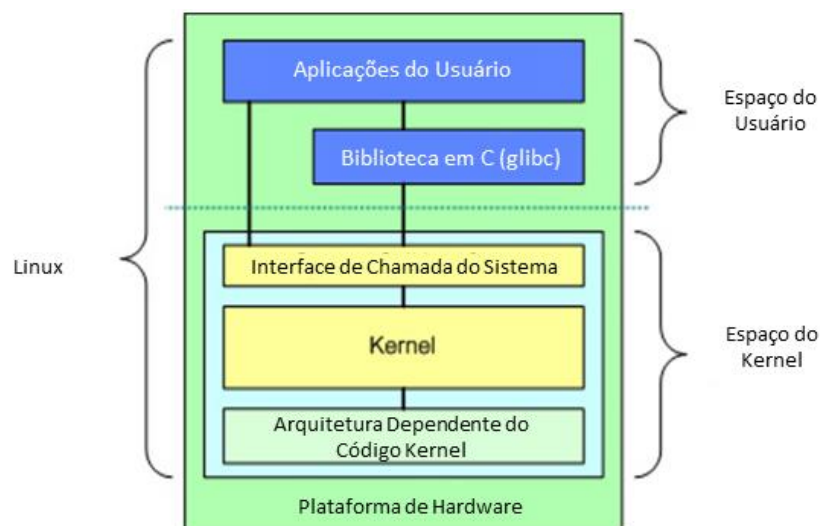 Aplicações do Usuário
Espaço do
Usuário
Biblioteca em C (glibc)
Linux
Interface de Chamada do Sistema
Kernel
Espaço do
Kernel
Arquitetura Dependente do
Código Kernel
Plataforma de Hardware